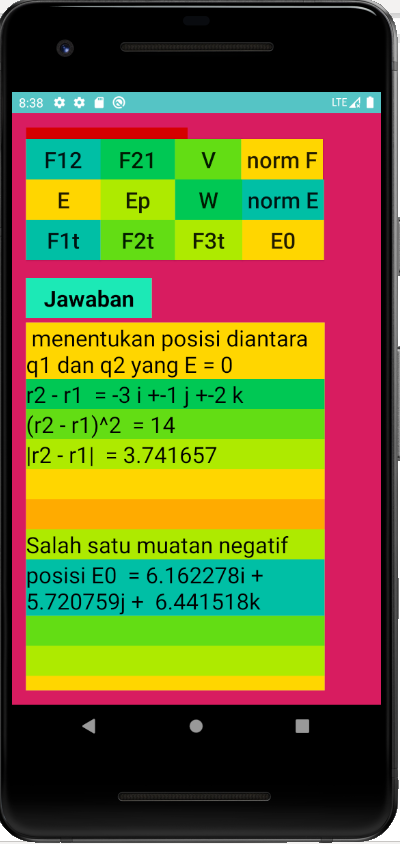 8:38 LTE
F12 F21 V norm F
E Ep W norm E
F1t F2t F3t E0
Jawaban
menentukan posisi diantara
q1 dan q2 yang E = 0
r2 - r1 = -3 i +-1 j +-2 k
(r2 - r1)^2 = 14
|r2 - r1| = 3.741657
Salah satu muatan negatif
posisi E0 = 6.162278i +
5.720759j + 6.441518k